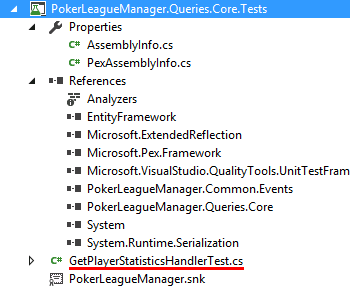 PokerLeagueManager.Queries.Core.Tests
Properties
AssemblyInfo.cs
PexAssemblyInfo.cs
References
Analyzers
EntityFramework
Microsoft.ExtendedReflection
Microsoft.Pex.Framework
Microsoft.VisualStudio.QualityTools.UnitTestFram
PokerLeagueManager.Common.Events
PokerLeagueManager.Queries.Core
System
System.Runtime.Serialization
C# GetPlayerStatisticsHandlerTest.cs
PokerLeagueManager.snk